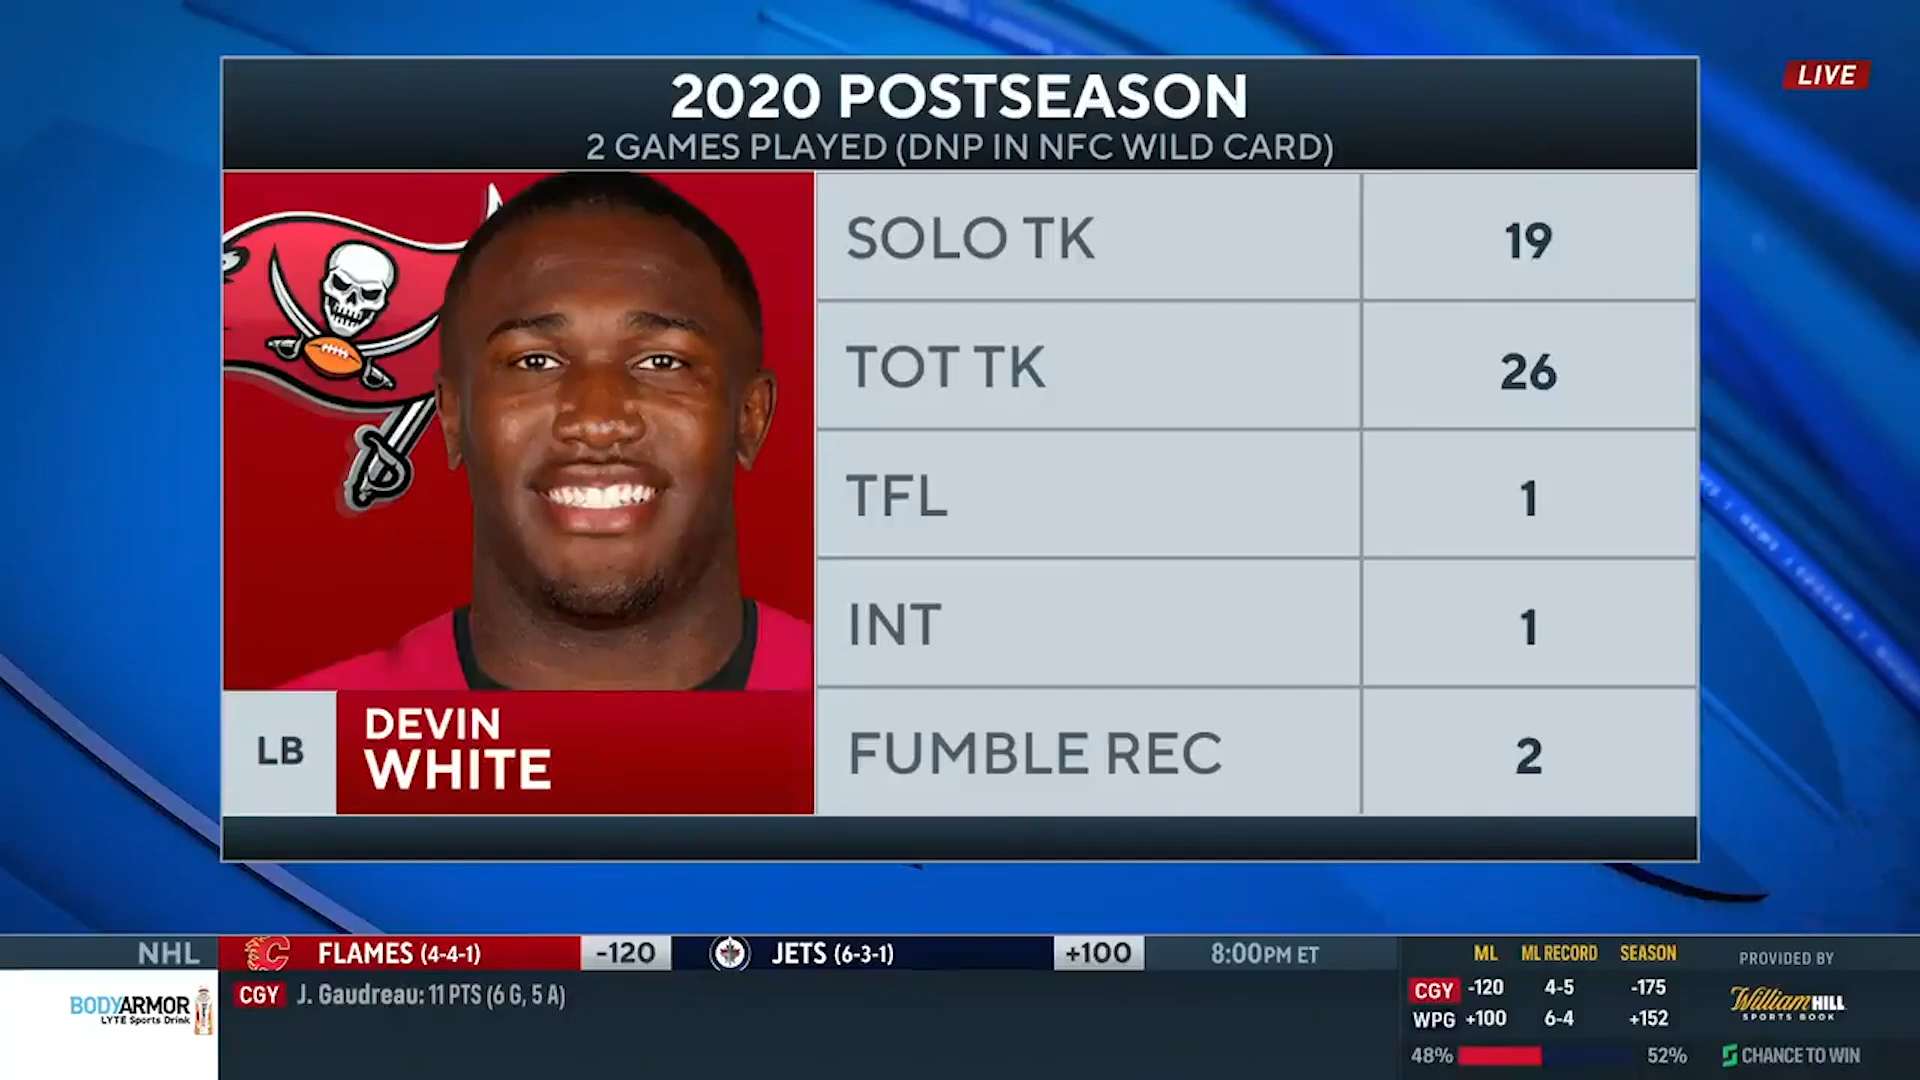 2020 POSTSEASON
2 GAMES PLAYED (DNP IN NFC WILD CARD)
LIVE
SOLO TK 19
TOT TK 26
TFL 1
INT 1
FUMBLE REC 2
LB
DEVIN
WHITE
NHL FLAMES (4-4-1) -120 JETS (6-3-1) +100 8:00PM ET
CGY J. Gaudreau: 11 PTS (6 G, 5 A)
BODYARMOR
LYTE Sports Drink
ML ML RECORD SEASON
CGY -120 4-5 -175
WPG +100 6-4 +152
48% 52%
PROVIDED BY
William HILL
SPORTS BOOK
CHANCE TO WIN